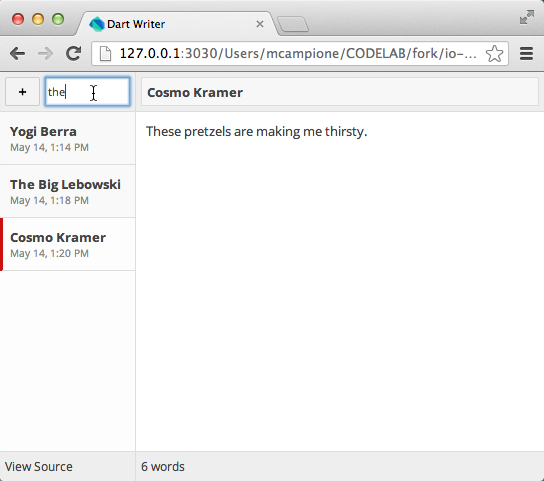 Dart Writer
127.0.0.1:3030/Users/mcampione/CODELAB/fork/io-...
+
the
Cosmo Kramer
Yogi Berra
May 14, 1:14 PM
The Big Lebowski
May 14, 1:18 PM
Cosmo Kramer
May 14, 1:20 PM
These pretzels are making me thirsty.
View Source
6 words